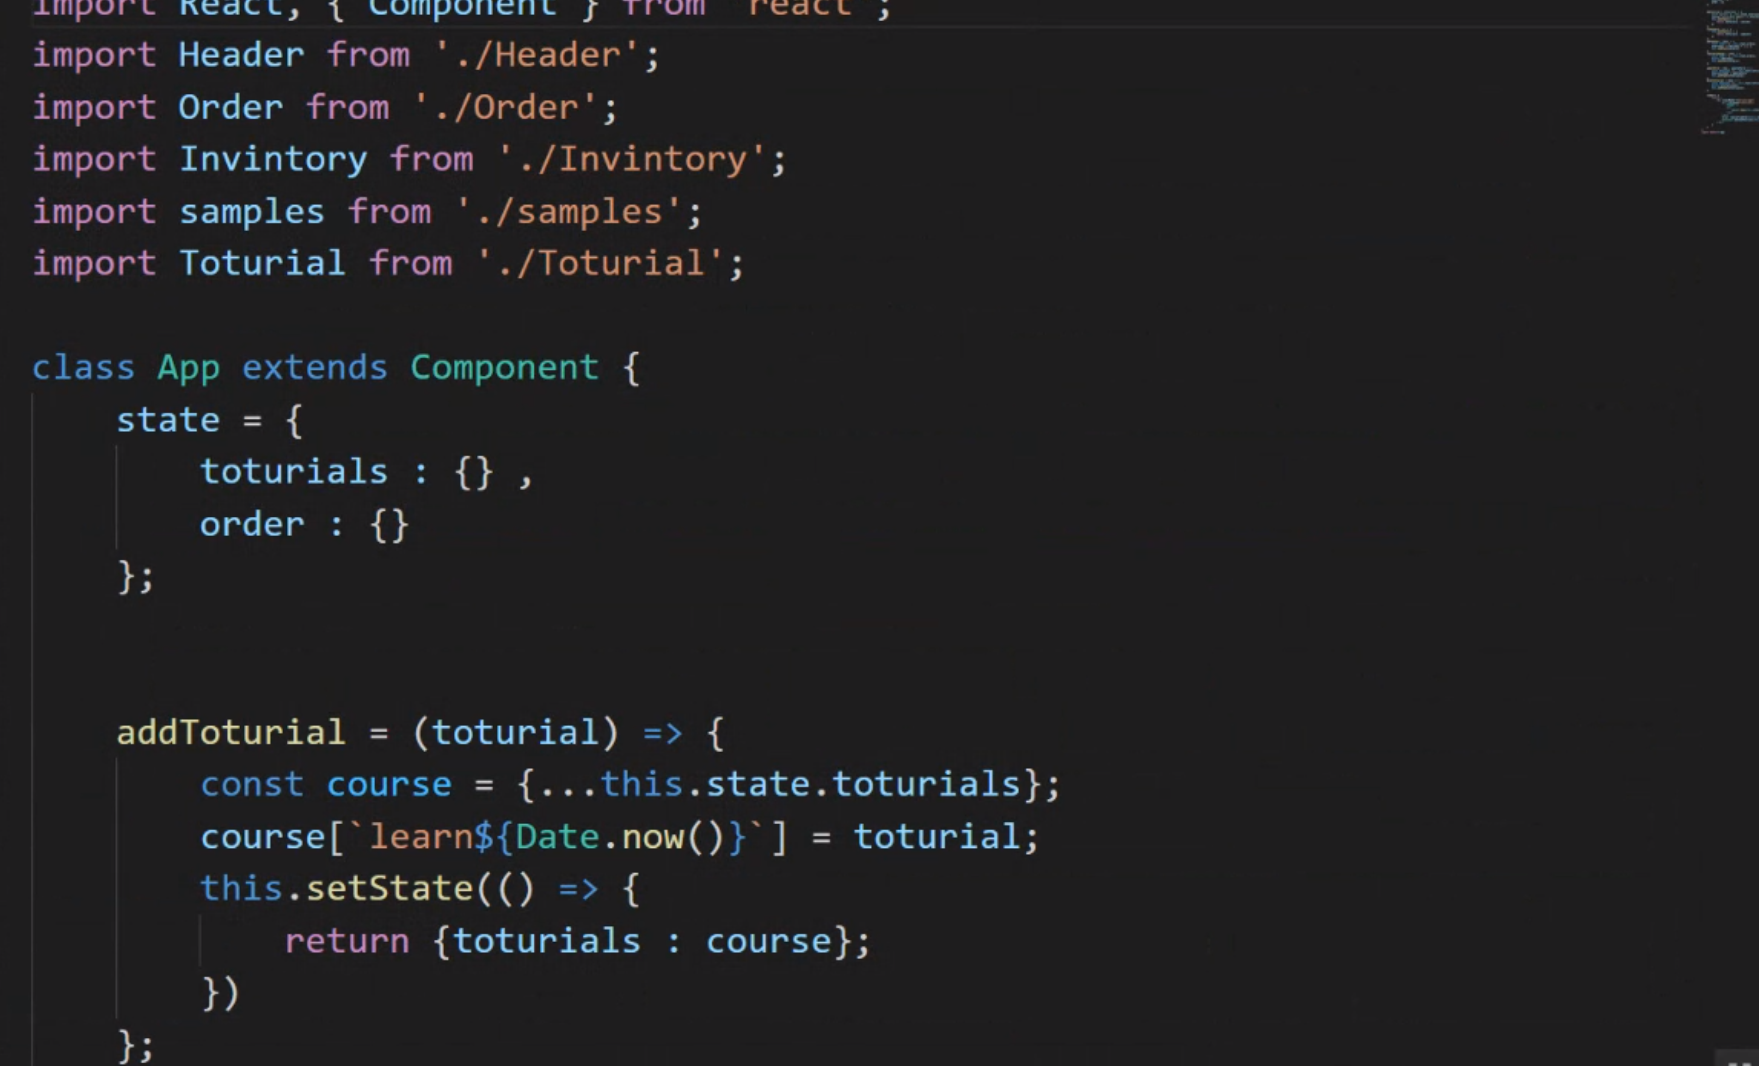 import React, { Component } from 'react';
import Header from './Header';
import Order from './Order';
import Invintory from './Invintory';
import samples from './samples';
import Toturial from './Toturial';
class App extends Component {
state = {
toturials : {} ,
order : {}
};
addToturial = (toturial) => {
const course = {...this.state.toturials};
course[`learn${Date.now()}`] = toturial;
this.setState(() => {
return {toturials : course};
})
};